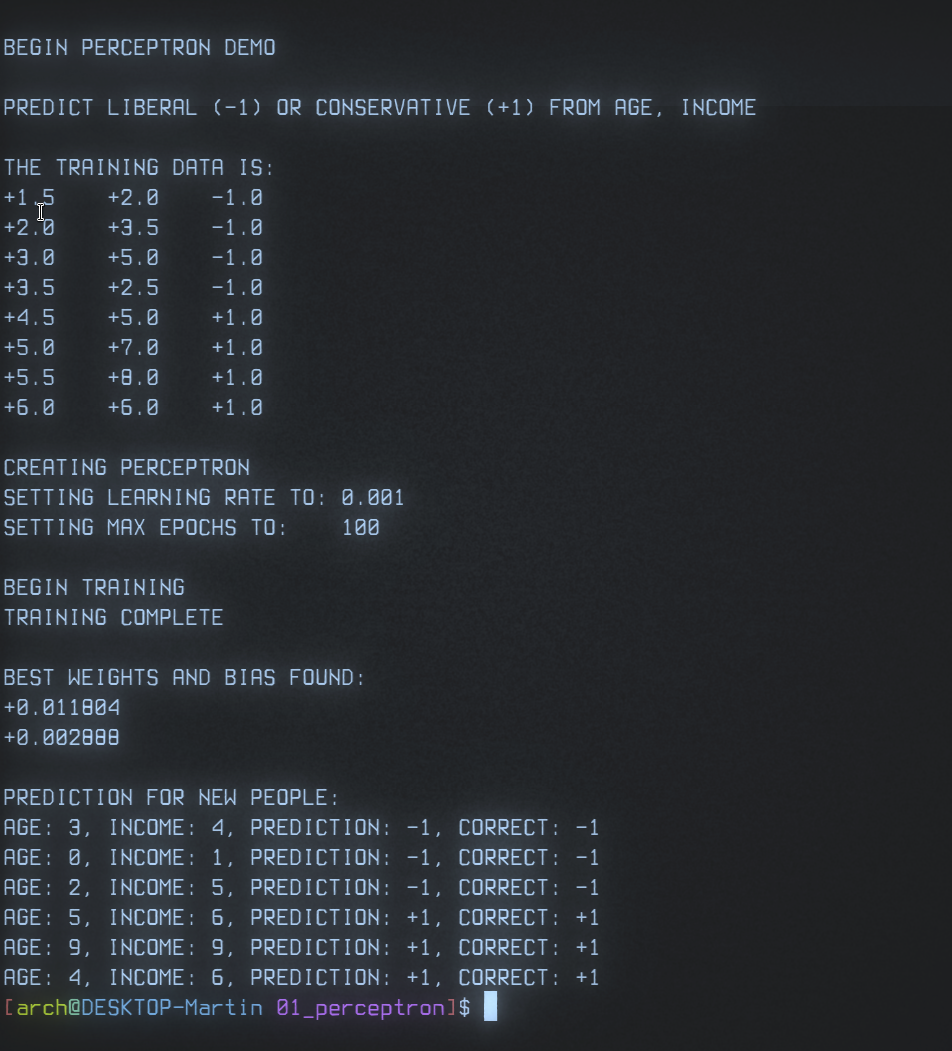 BEGIN PERCEPTRON DEMO
PREDICT LIBERAL (-1) OR CONSERVATIVE (+1) FROM AGE, INCOME
THE TRAINING DATA IS:
+1.5 +2.0 -1.0
+2.0 +3.5 -1.0
+3.0 +5.0 -1.0
+3.5 +2.5 -1.0
+4.5 +5.0 +1.0
+5.0 +7.0 +1.0
+5.5 +8.0 +1.0
+6.0 +6.0 +1.0
CREATING PERCEPTRON
SETTING LEARNING RATE TO: 0.001
SETTING MAX EPOCHS TO: 100
BEGIN TRAINING
TRAINING COMPLETE
BEST WEIGHTS AND BIAS FOUND:
+0.011804
+0.002888
PREDICTION FOR NEW PEOPLE:
AGE: 3, INCOME: 4, PREDICTION: -1, CORRECT: -1
AGE: 0, INCOME: 1, PREDICTION: -1, CORRECT: -1
AGE: 2, INCOME: 5, PREDICTION: -1, CORRECT: -1
AGE: 5, INCOME: 6, PREDICTION: +1, CORRECT: +1
AGE: 9, INCOME: 9, PREDICTION: +1, CORRECT: +1
AGE: 4, INCOME: 6, PREDICTION: +1, CORRECT: +1
[arch@DESKTOP-Martin 01_perceptron]$